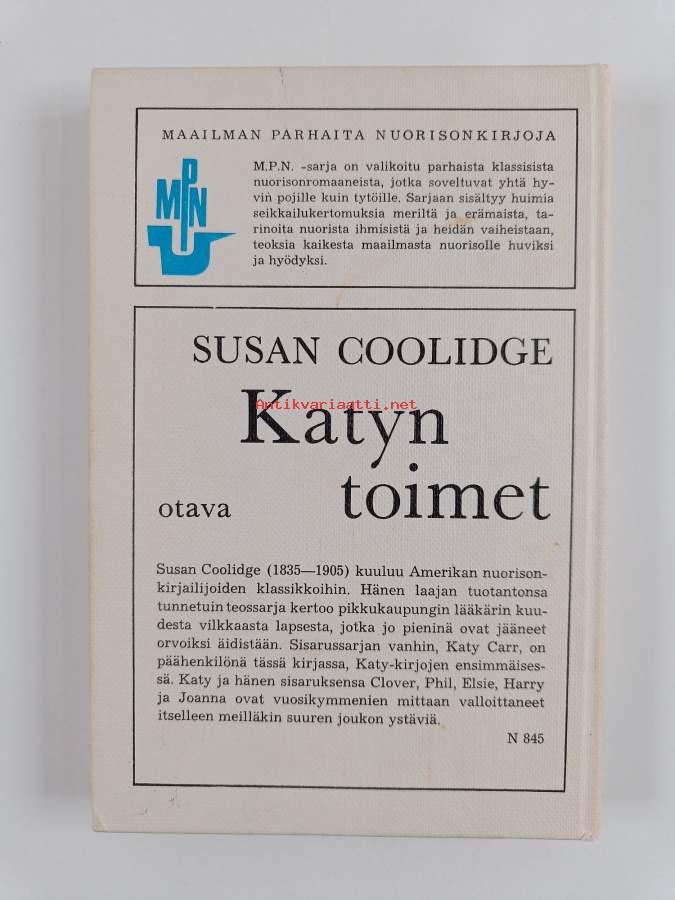 MAAILMAN PARHAITA NUORISONKIRJOJA
MPN
M.P.N. -sarja on valikoitu parhaista klassisista
nuorisonromaaneista, jotka soveltuvat yhtä hy-
vin pojille kuin tytöille. Sarjaan sisältyy huimia
seikkailukertomuksia meriltä ja erämaista, ta-
rinoita nuorista ihmisistä ja heidän vaiheistaan,
teoksia kaikesta maailmasta nuorisolle huviksi
ja hyödyksi.
SUSAN COOLIDGE
Antikvariaatti.net
Katyn
toimet
otava
Susan Coolidge (1835—1905) kuuluu Amerikan nuorison-
kirjailijoiden klassikkoihin. Hänen laajan tuotantonsa
tunnetuin teossarja kertoo pikkukaupungin lääkärin kuu-
desta vilkkaasta lapsesta, jotka jo pieninä ovat jääneet
orvoiksi äidistään. Sisarussarjan vanhin, Katy Carr, on
päähenkilönä tässä kirjassa, Katy-kirjojen ensimmäises-
sä. Katy ja hänen sisaruksensa Clover, Phil, Elsie, Harry
ja Joanna ovat vuosikymmenien mittaan valloittaneet
itselleen meilläkin suuren joukon ystäviä.
N 845